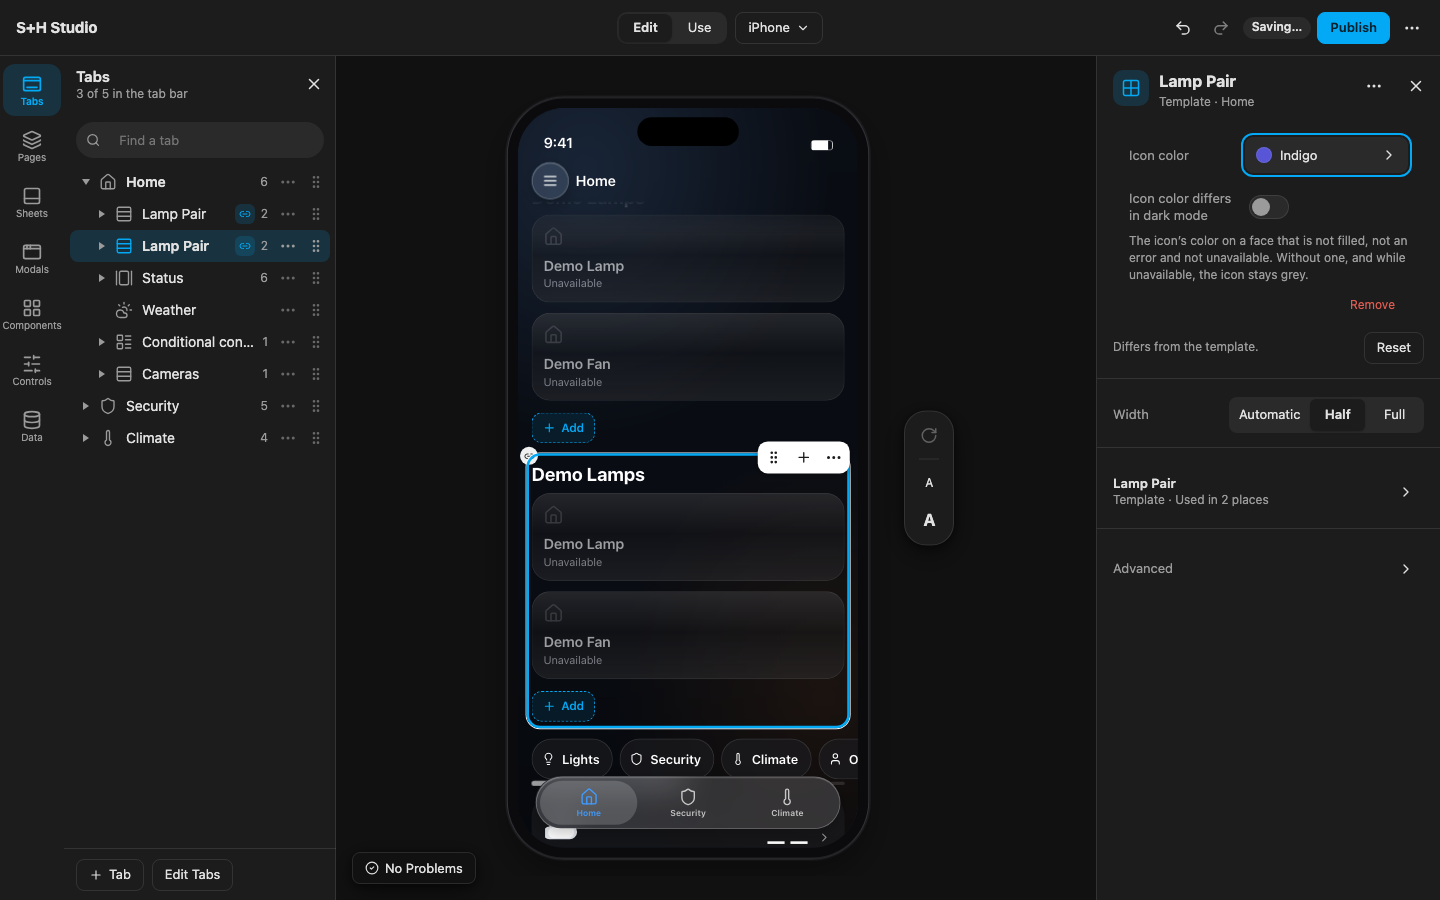 S+H Studio
Edit
Use
iPhone
Saving...
Publish
Tabs
3 of 5 in the tab bar
Find a tab
Tabs
Pages
Sheets
Modals
Components
Controls
Data
Home 6
Lamp Pair 2
Lamp Pair 2
Status 6
Weather
Conditional con... 1
Cameras 1
Security 5
Climate 4
+ Tab
Edit Tabs
9:41
Home
Demo Lamp
Unavailable
Demo Fan
Unavailable
+ Add
Demo Lamps
Demo Lamp
Unavailable
Demo Fan
Unavailable
+ Add
Lights
Security
Climate
O
Home
Security
Climate
No Problems
A
A
Lamp Pair
Template · Home
Icon color
Indigo
Icon color differs
in dark mode
The icon’s color on a face that is not filled, not an
error and not unavailable. Without one, and while
unavailable, the icon stays grey.
Remove
Differs from the template.
Reset
Width
Automatic
Half
Full
Lamp Pair
Template · Used in 2 places
Advanced